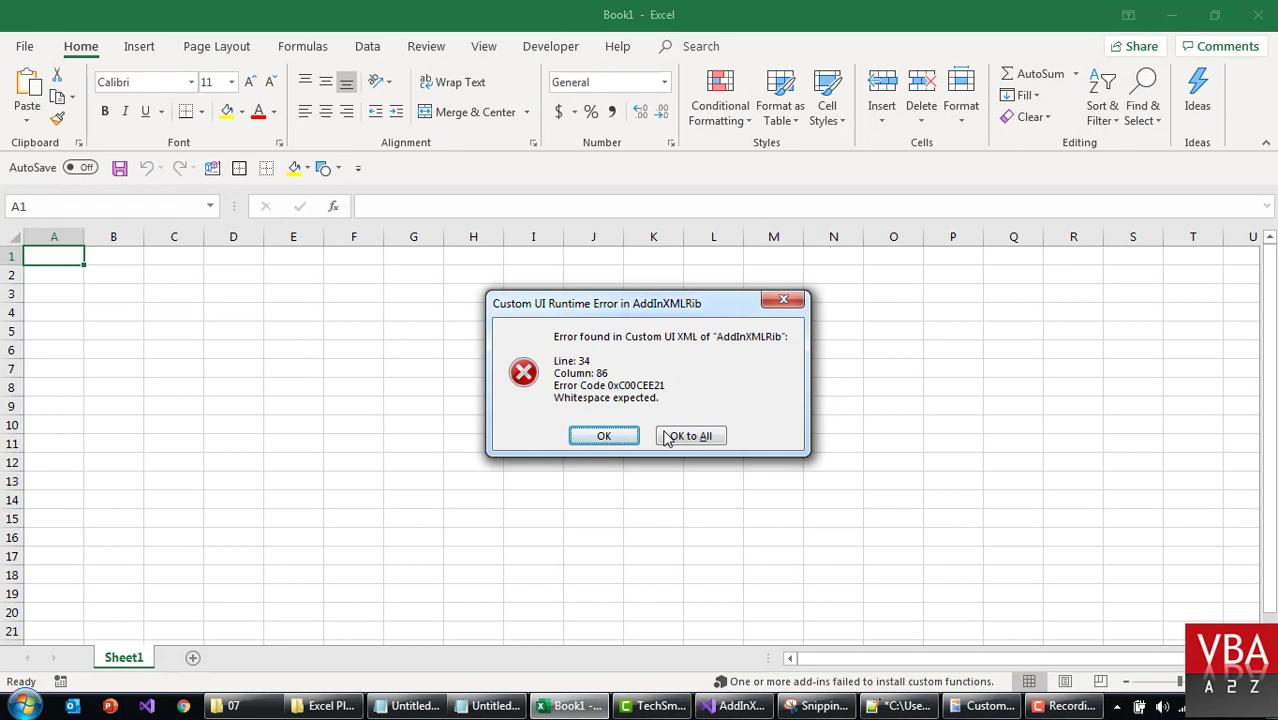 Book1 - Excel
File Home Insert Page Layout Formulas Data Review View Developer Help Search Share Comments
Calibri 11 Wrap Text General AutoSum
Paste B I U Merge & Center $ % Conditional Formatting Format as Table Cell Styles Insert Delete Format Fill Clear Sort & Filter Find & Select Ideas
Clipboard Font Alignment Number Styles Cells Editing Ideas
AutoSave Off
A1 fx
A B C D E F G H I J K L M N O P Q R S T U
1
2
3
4
5
6
7
8
9
10
11
12
13
14
15
16
17
18
19
20
21
Custom UI Runtime Error in AddInXMLRib
Error found in Custom UI XML of "AddInXMLRib":
Line: 34
Column: 86
Error Code 0xC00CEE21
Whitespace expected.
OK OK to All
Sheet1
Ready One or more add-ins failed to install custom functions.
07 Excel Pl... Untitled... Untitled... Book1 -... TechSm... AddInX... Snippin... *C:\Use... Custom... Recordi...
VBA
A 2 Z